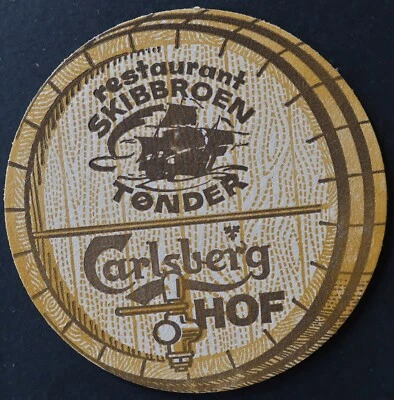 restaurant
SKIBBROEN
TØNDER
Carlsberg
HOF